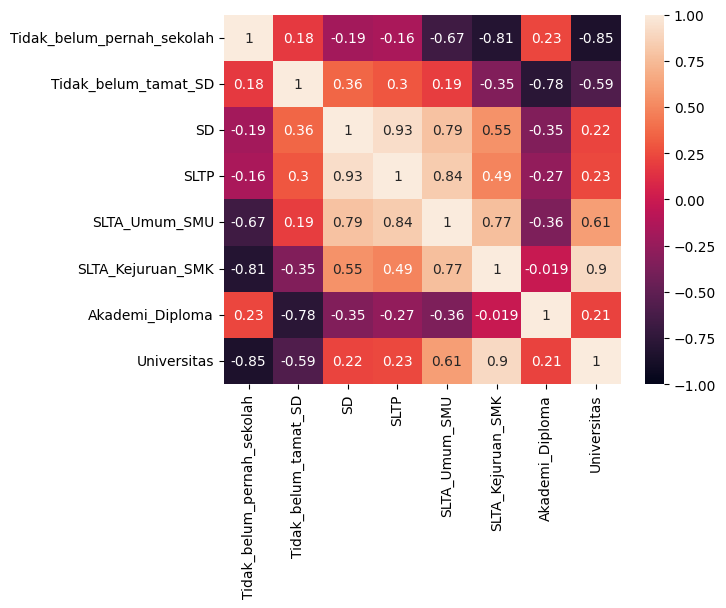 Tidak_belum_pernah_sekolah 1 0.18 -0.19 -0.16 -0.67 -0.81 0.23 -0.85
Tidak_belum_tamat_SD 0.18 1 0.36 0.3 0.19 -0.35 -0.78 -0.59
SD -0.19 0.36 1 0.93 0.79 0.55 -0.35 0.22
SLTP -0.16 0.3 0.93 1 0.84 0.49 -0.27 0.23
SLTA_Umum_SMU -0.67 0.19 0.79 0.84 1 0.77 -0.36 0.61
SLTA_Kejuruan_SMK -0.81 -0.35 0.55 0.49 0.77 1 -0.019 0.9
Akademi_Diploma 0.23 -0.78 -0.35 -0.27 -0.36 -0.019 1 0.21
Universitas -0.85 -0.59 0.22 0.23 0.61 0.9 0.21 1
Tidak_belum_pernah_sekolah
Tidak_belum_tamat_SD
SD
SLTP
SLTA_Umum_SMU
SLTA_Kejuruan_SMK
Akademi_Diploma
Universitas
1.00
0.75
0.50
0.25
0.00
−0.25
−0.50
−0.75
−1.00